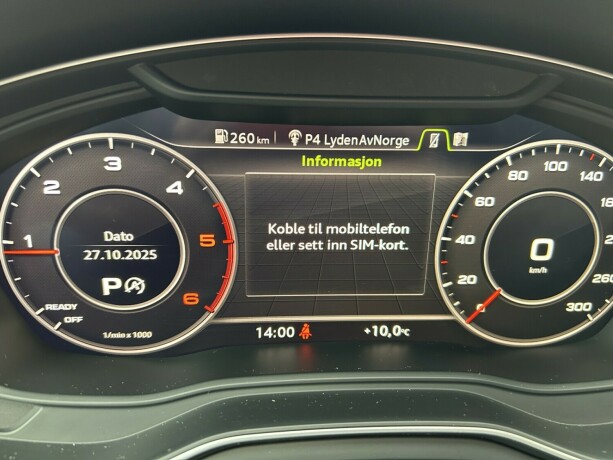 260 km P4 LydenAvNorge
Informasjon
Koble til mobiltelefon
eller sett inn SIM-kort.
14:00 +10,0°C
1 2 3 4 5 6
Dato
27.10.2025
P A
READY
OFF
1/min x 1000
0 20 40 60 80 100 120 140 18 2 260 300
0
km/h